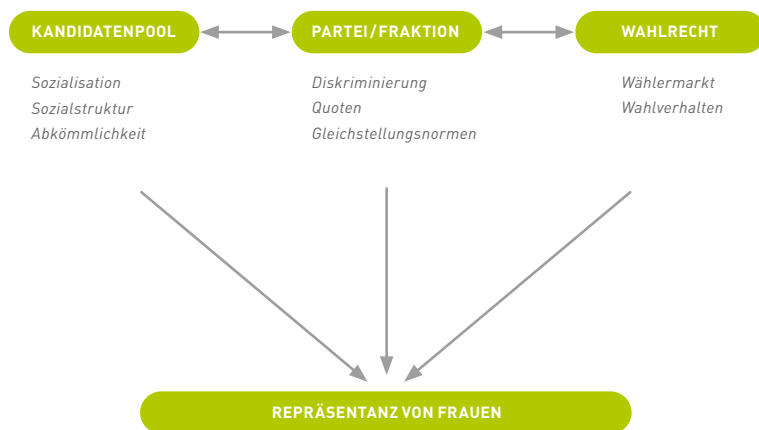 KANDIDATENPOOL
Sozialisation
Sozialstruktur
Abkömmlichkeit
PARTEI/FRAKTION
Diskriminierung
Quoten
Gleichstellungsnormen
WAHLRECHT
Wählermarkt
Wahlverhalten
REPRÄSENTANZ VON FRAUEN